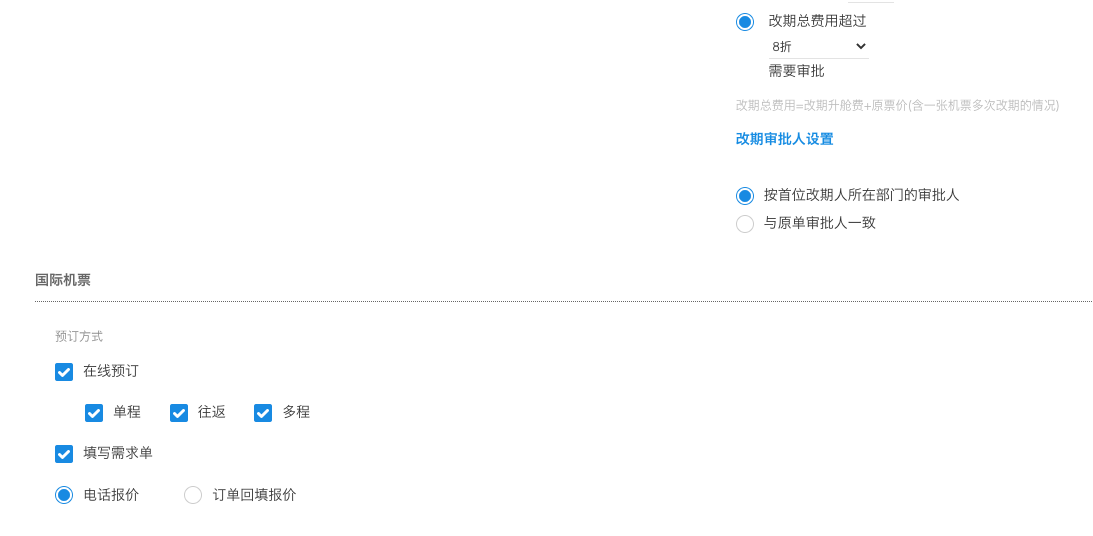 改期总费用超过
8折
需要审批
改期总费用=改期升舱费+原票价(含一张机票多次改期的情况)
改期审批人设置
按首位改期人所在部门的审批人
与原单审批人一致
国际机票
预订方式
在线预订
单程 往返 多程
填写需求单
电话报价 订单回填报价